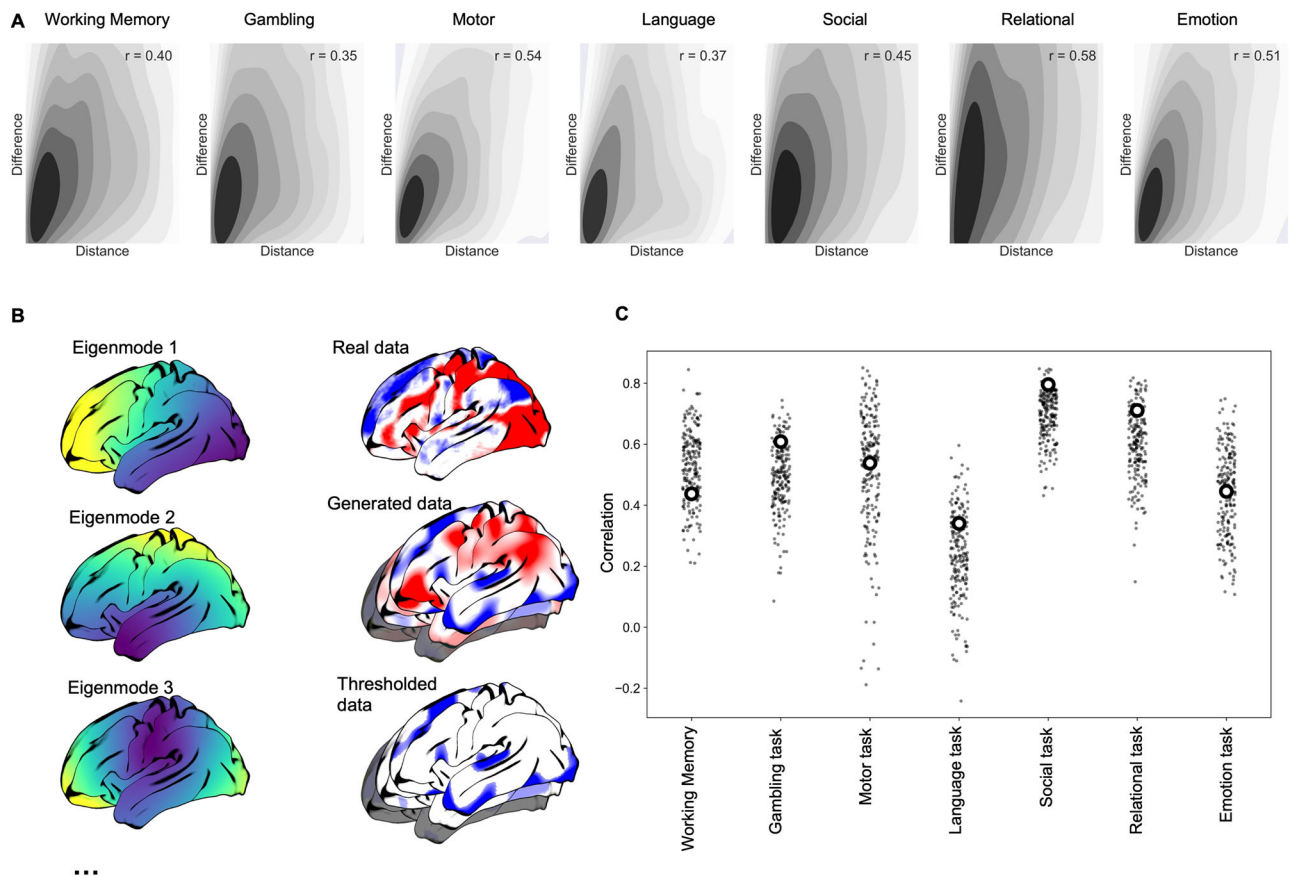 A
Working Memory
Gambling
Motor
Language
Social
Relational
Emotion
r = 0.40
r = 0.35
r = 0.54
r = 0.37
r = 0.45
r = 0.58
r = 0.51
Difference
Difference
Difference
Difference
Difference
Difference
Difference
Distance
Distance
Distance
Distance
Distance
Distance
Distance
B
Eigenmode 1
Real data
Eigenmode 2
Generated data
Eigenmode 3
Thresholded
data
...
C
Correlation
0.8
0.6
0.4
0.2
0.0
−0.2
Working Memory
Gambling task
Motor task
Language task
Social task
Relational task
Emotion task